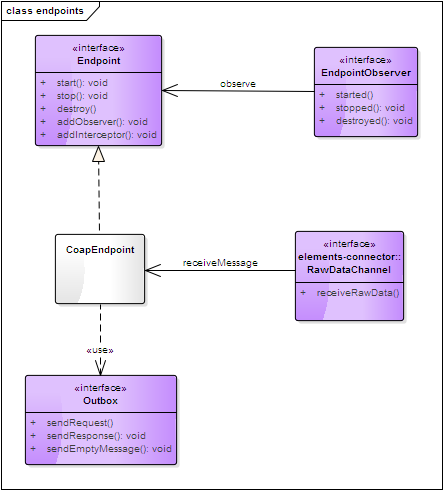 class endpoints
«interface»
Endpoint
+ start(): void
+ stop(): void
+ destroy()
+ addObserver(): void
+ addInterceptor(): void
observe
«interface»
EndpointObserver
+ started()
+ stopped(): void
+ destroyed(): void
CoapEndpoint
receiveMessage
«interface»
elements-connector::
RawDataChannel
+ receiveRawData()
«use»
«interface»
Outbox
+ sendRequest()
+ sendResponse(): void
+ sendEmptyMessage(): void